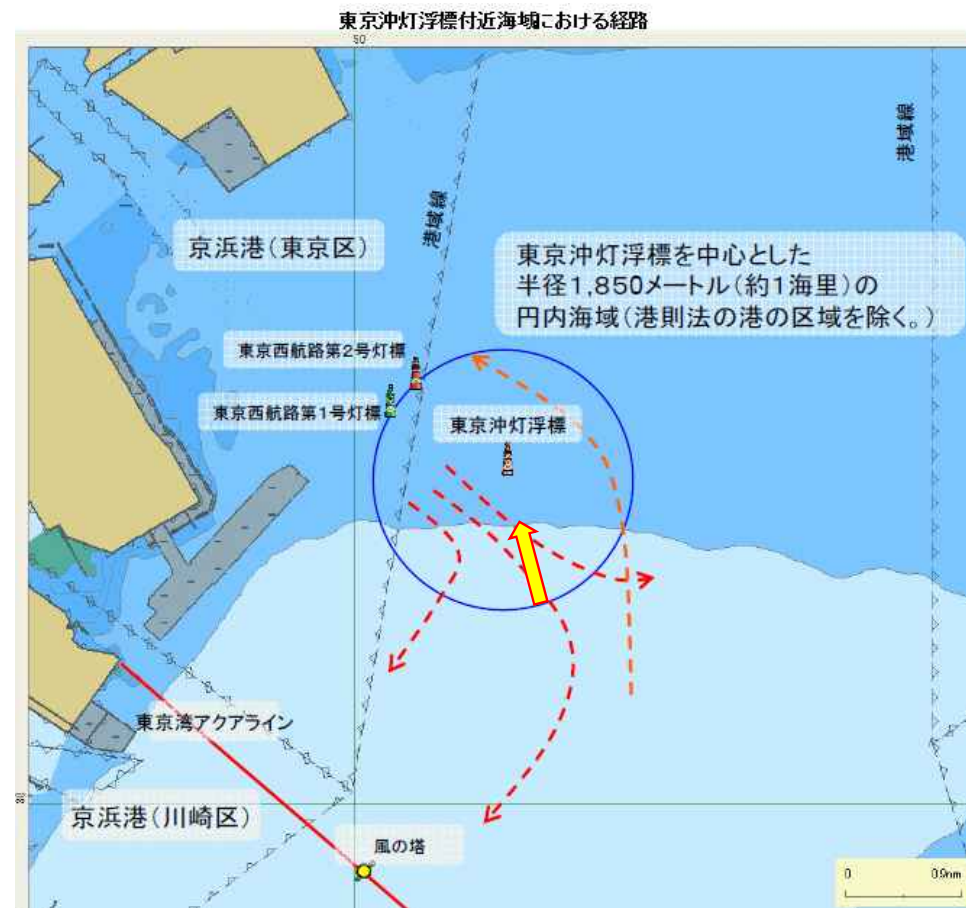 東京沖灯浮標付近海域における経路
50
港域線
港域線
京浜港（東京区）
東京沖灯浮標を中心とした
半径1,850メートル（約1海里）の
円内海域（港則法の港の区域を除く。）
東京西航路第2号灯標
東京西航路第1号灯標
東京沖灯浮標
東京湾アクアライン
京浜港（川崎区）
風の塔
0 0.9nm